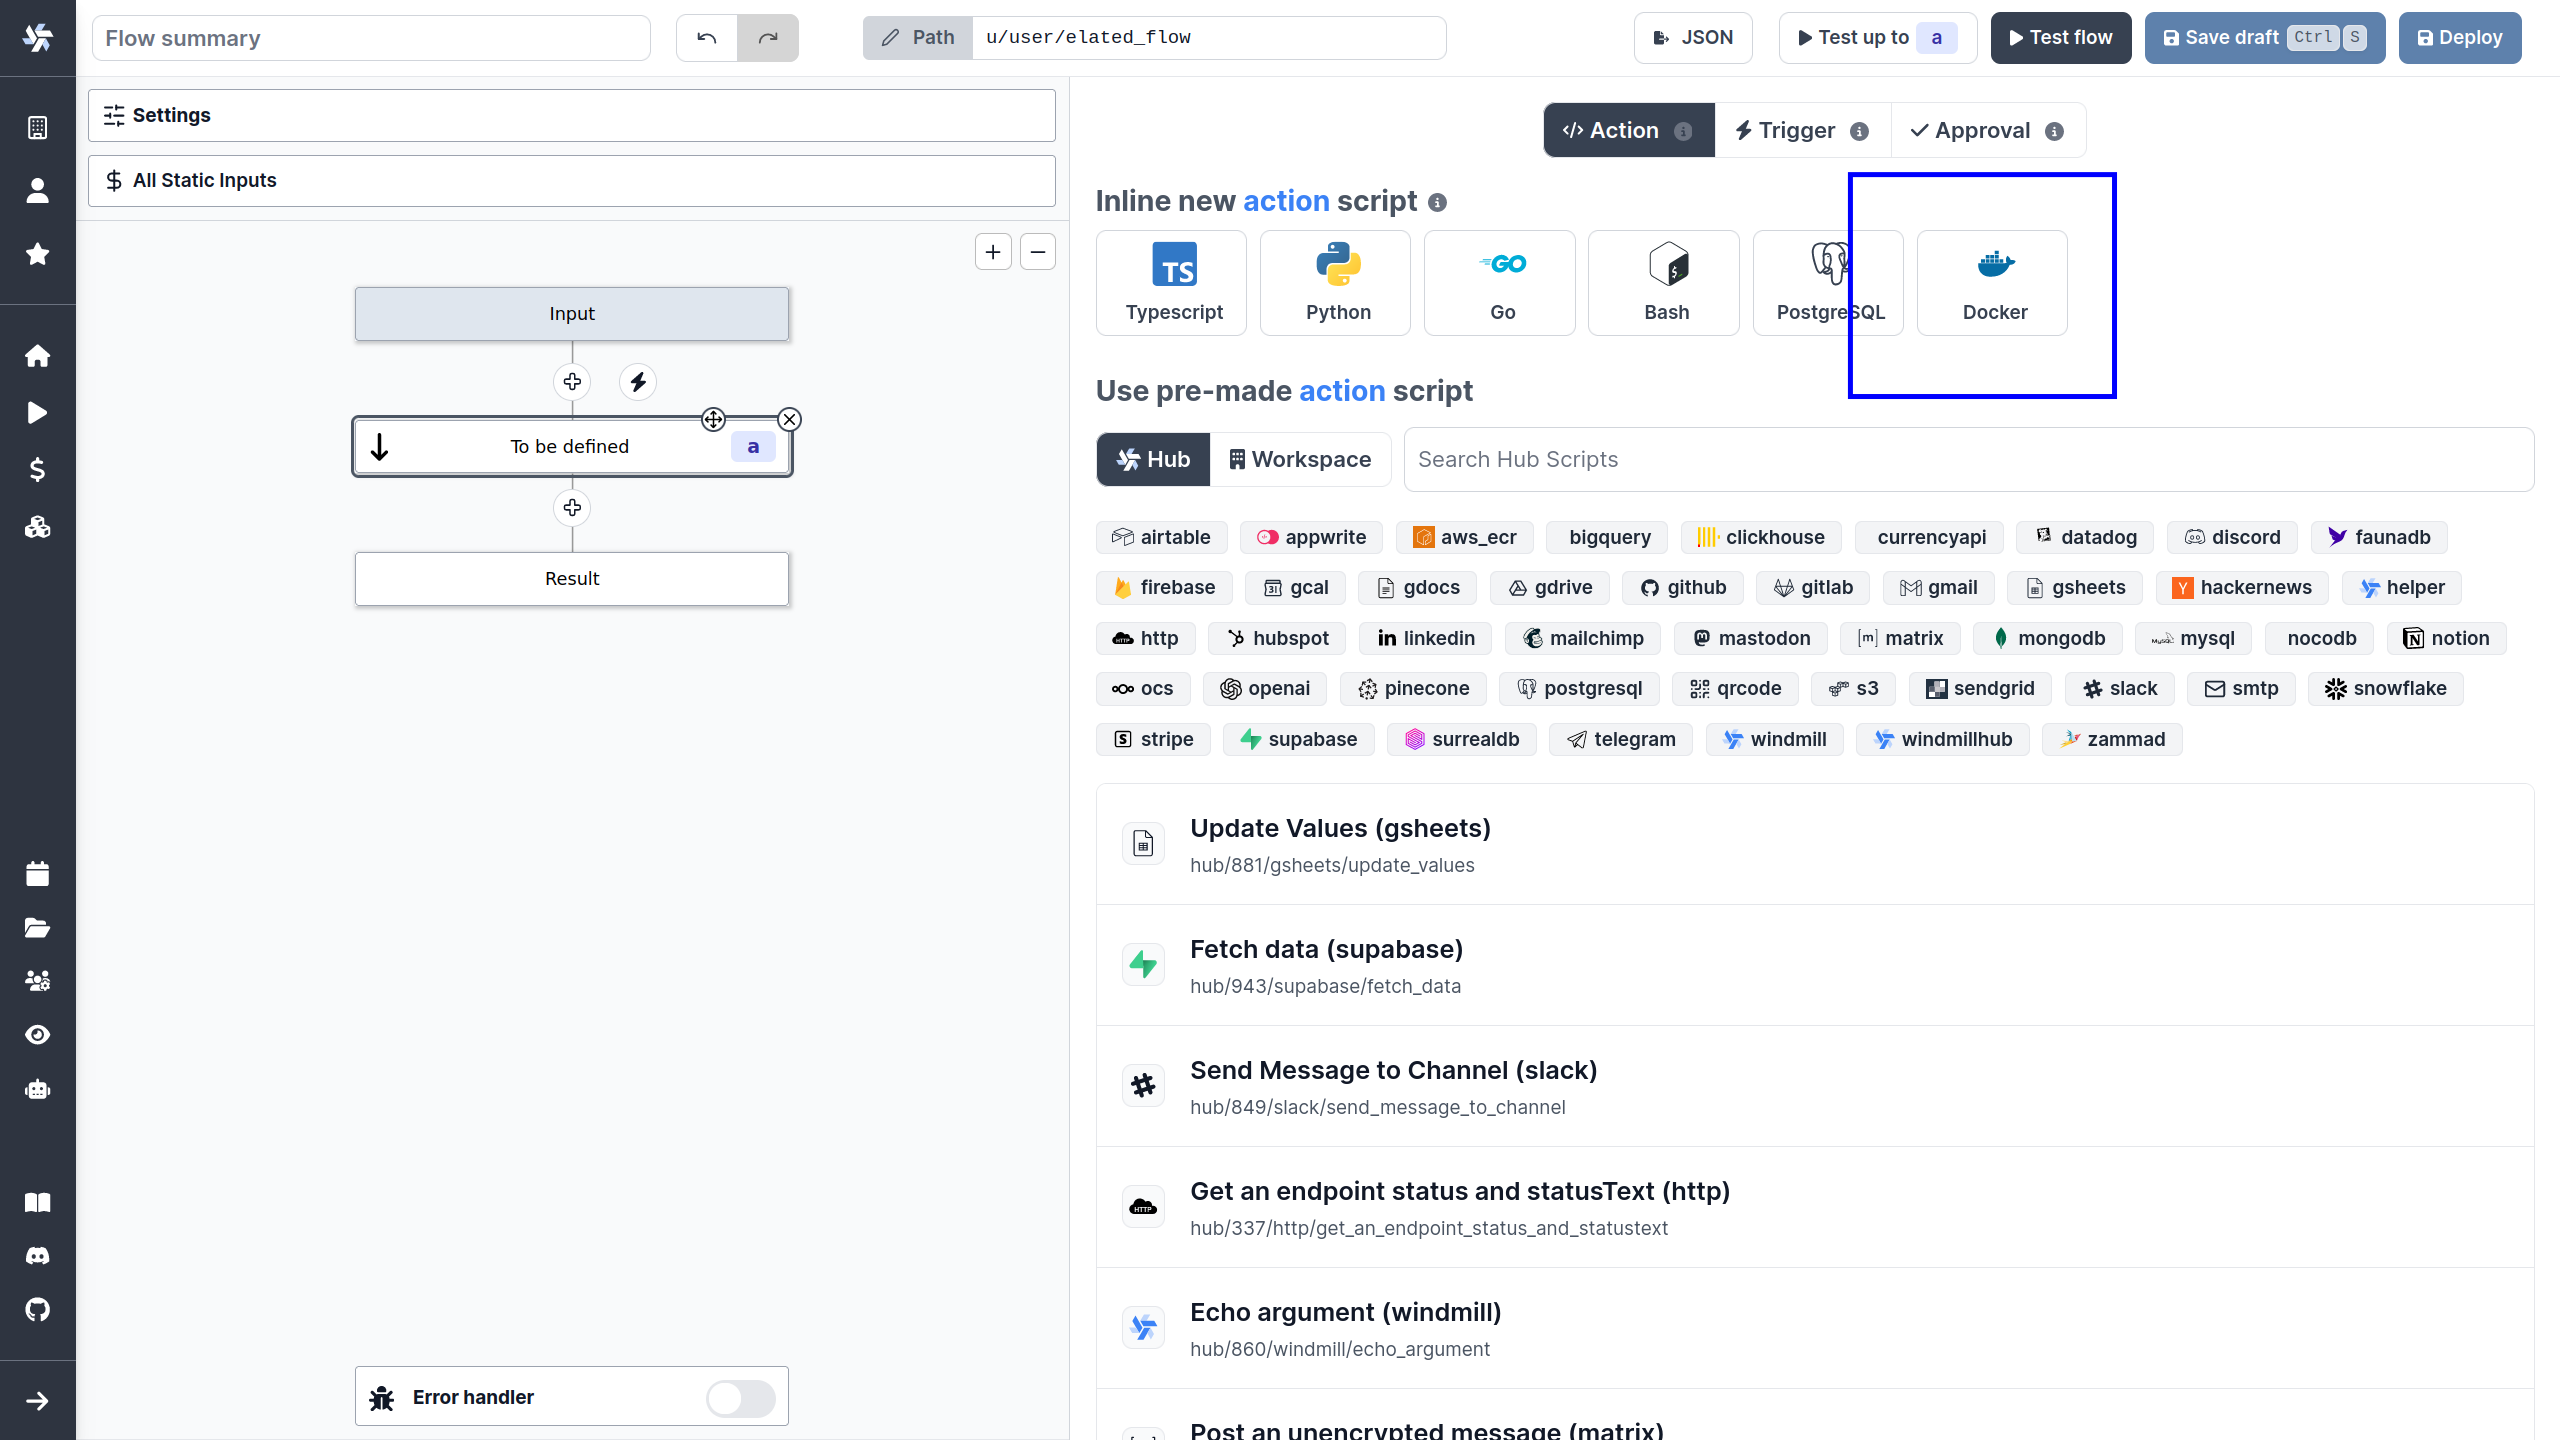 Flow summary
Path u/user/elated_flow
JSON
Test up to a
Test flow
Save draft Ctrl S
Deploy
Settings
All Static Inputs
Input
To be defined a
Result
Error handler
Action Trigger Approval
Inline new action script
TS GO
Typescript Python Go Bash PostgreSQL Docker
Use pre-made action script
Hub Workspace Search Hub Scripts
airtable appwrite aws_ecr bigquery clickhouse currencyapi datadog discord faunadb
firebase gcal gdocs gdrive github gitlab gmail gsheets hackernews helper
http hubspot linkedin mailchimp mastodon matrix mongodb mysql nocodb notion
ocs openai pinecone postgresql qrcode s3 sendgrid slack smtp snowflake
stripe supabase surrealdb telegram windmill windmillhub zammad
Update Values (gsheets)
hub/881/gsheets/update_values
Fetch data (supabase)
hub/943/supabase/fetch_data
Send Message to Channel (slack)
hub/849/slack/send_message_to_channel
Get an endpoint status and statusText (http)
hub/337/http/get_an_endpoint_status_and_statustext
Echo argument (windmill)
hub/860/windmill/echo_argument
Post an unencrypted message (matrix)